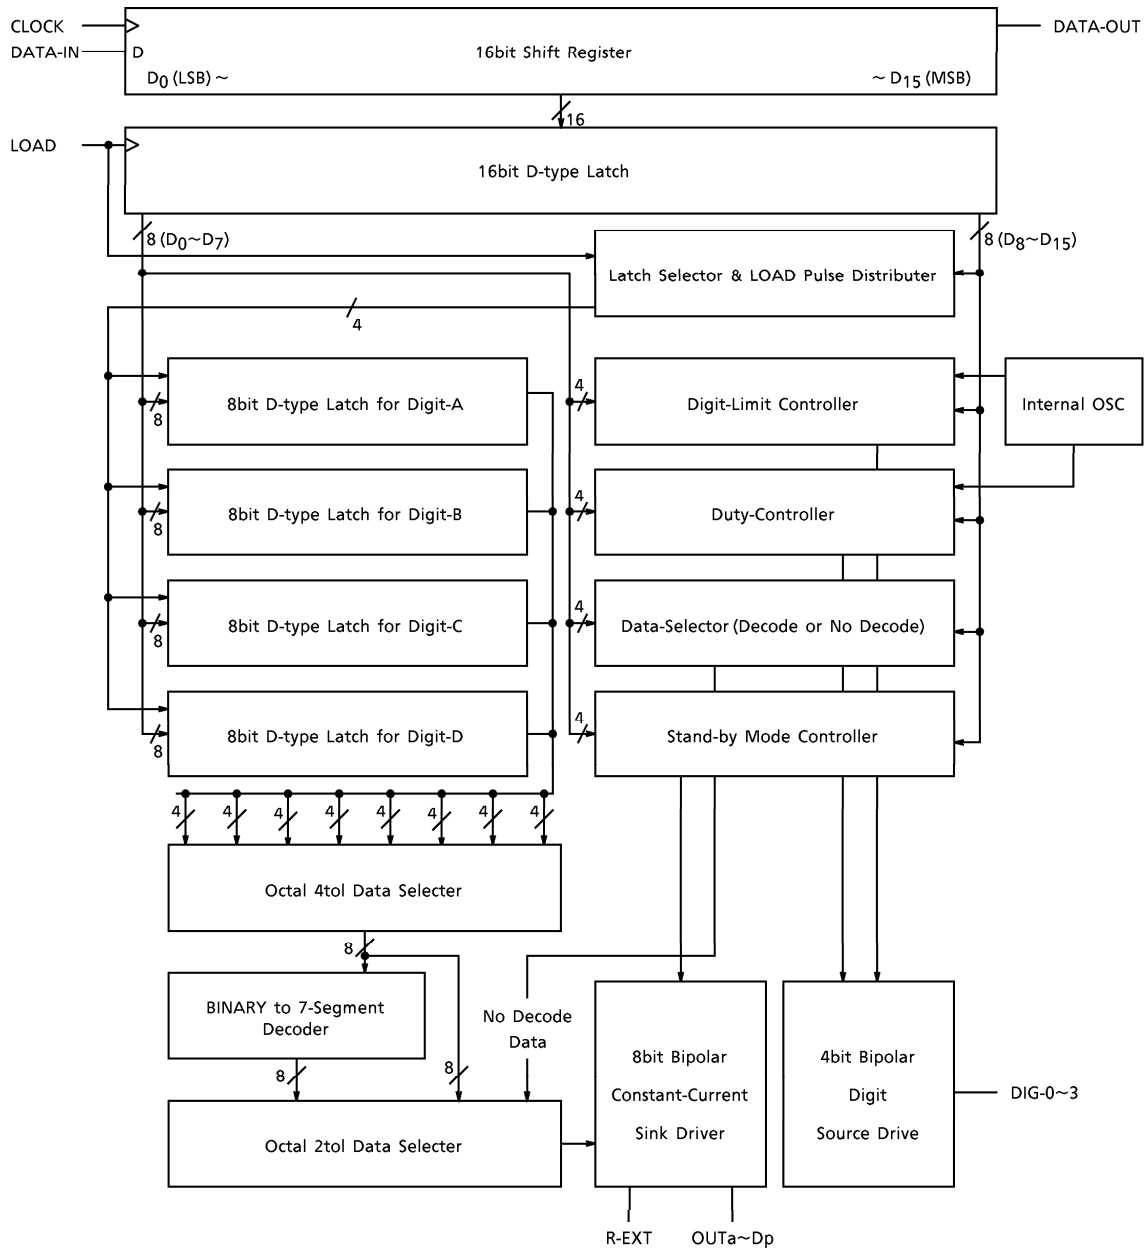 CLOCK
DATA-IN
D
16bit Shift Register
DATA-OUT
D0 (LSB) ~
~ D15 (MSB)
16
LOAD
16bit D-type Latch
8 (D0~D7)
8 (D8~D15)
Latch Selector & LOAD Pulse Distributer
4
8bit D-type Latch for Digit-A
8
4
Digit-Limit Controller
Internal OSC
8bit D-type Latch for Digit-B
8
4
Duty-Controller
8bit D-type Latch for Digit-C
8
4
Data-Selector (Decode or No Decode)
8bit D-type Latch for Digit-D
8
4
Stand-by Mode Controller
4 4 4 4 4 4 4 4
Octal 4tol Data Selecter
8
BINARY to 7-Segment
Decoder
No Decode
Data
8
8
Octal 2tol Data Selecter
8bit Bipolar
Constant-Current
Sink Driver
4bit Bipolar
Digit
Source Drive
DIG-0~3
R-EXT
OUTa~Dp